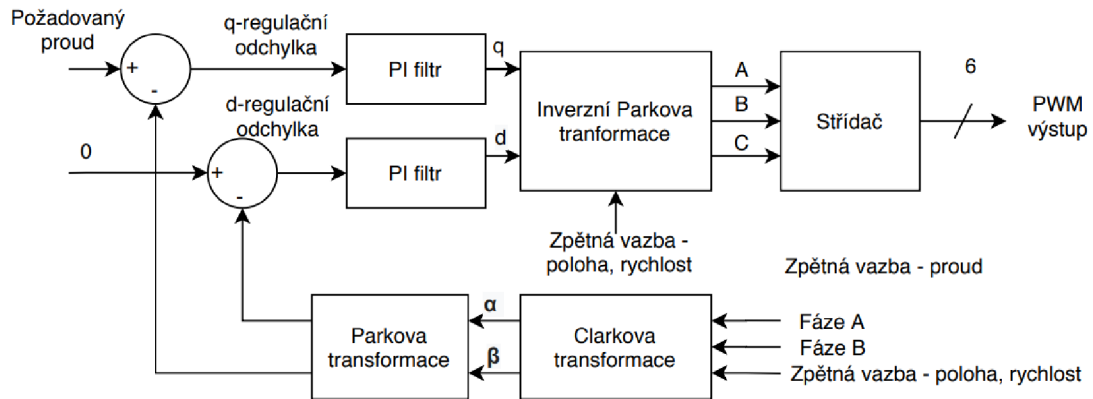 Požadovaný
proud
q-regulační
odchylka
+
-
PI filtr
q
d-regulační
odchylka
0
+
-
PI filtr
d
Inverzní Parkova
tranformace
A
B
C
Střídač
6
PWM
výstup
Zpětná vazba -
poloha, rychlost
Zpětná vazba - proud
Parkova
transformace
α
β
Clarkova
transformace
Fáze A
Fáze B
Zpětná vazba - poloha, rychlost